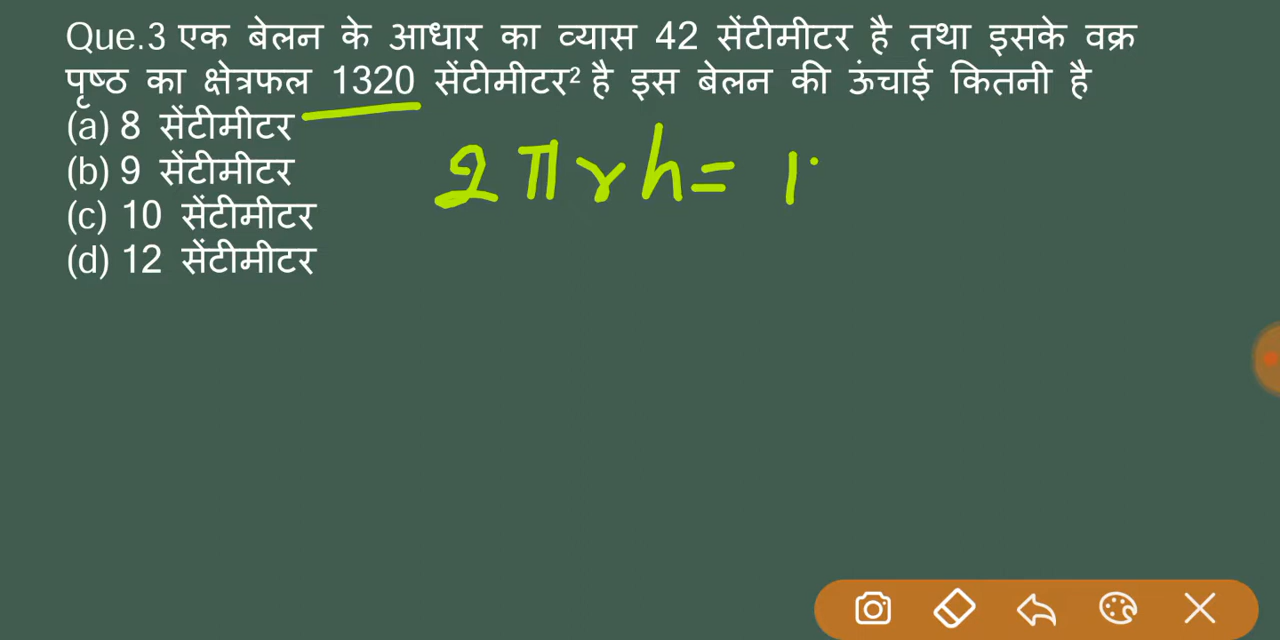 Que.3 एक बेलन के आधार का व्यास 42 सेंटीमीटर है तथा इसके वक्र
पृष्ठ का क्षेत्रफल 1320 सेंटीमीटर² है इस बेलन की ऊंचाई कितनी है
(a) 8 सेंटीमीटर
(b) 9 सेंटीमीटर
(c) 10 सेंटीमीटर
(d) 12 सेंटीमीटर
2πrh = 1